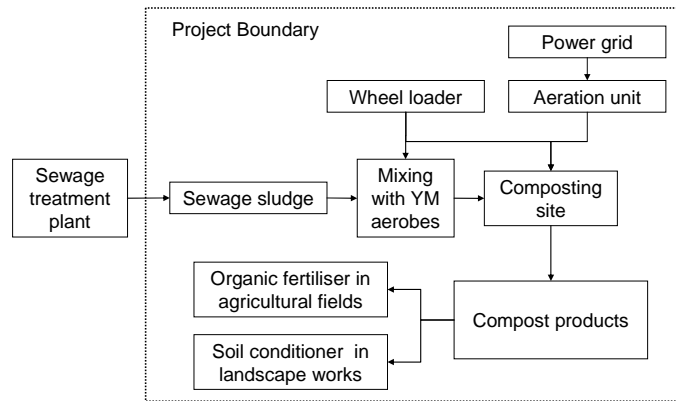 Project Boundary
Power grid
Wheel loader
Aeration unit
Sewage
treatment
plant
Sewage sludge
Mixing
with YM
aerobes
Composting
site
Organic fertiliser in
agricultural fields
Compost products
Soil conditioner in
landscape works